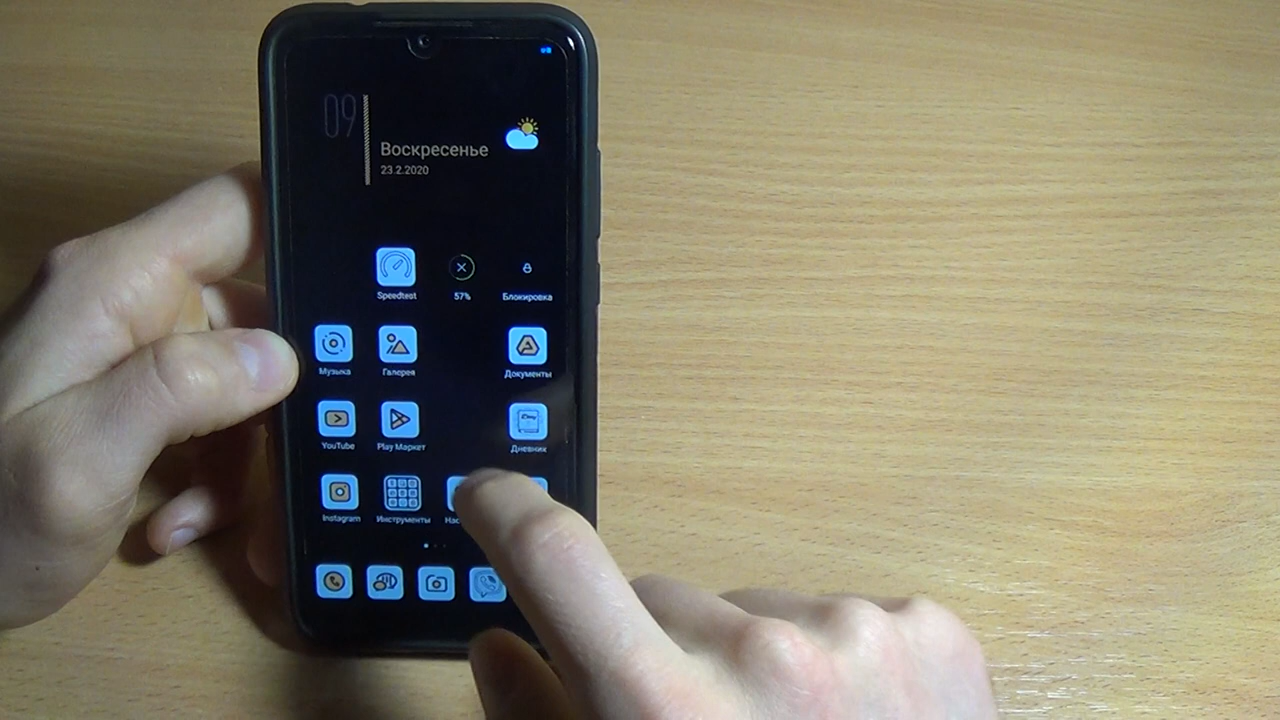 09
Воскресенье
23.2.2020
Speedtest
57%
Блокировка
Музыка
Галерея
Документы
YouTube
Play Маркет
Дневник
Instagram
Инструменты